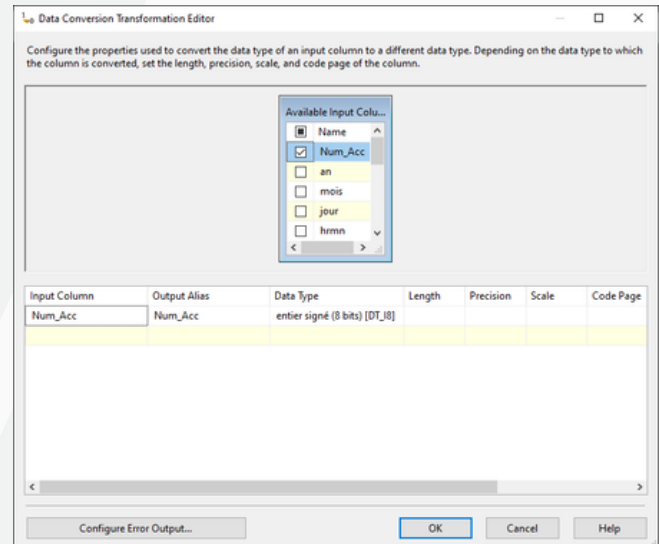 Data Conversion Transformation Editor
Configure the properties used to convert the data type of an input column to a different data type. Depending on the data type to which
the column is converted, set the length, precision, scale, and code page of the column.
Available Input Colu...
Name
Num_Acc
an
mois
jour
hrmn
Input Column Output Alias Data Type Length Precision Scale Code Page
Num_Acc Num_Acc entier signé (8 bits) [DT_I8]
Configure Error Output... OK Cancel Help